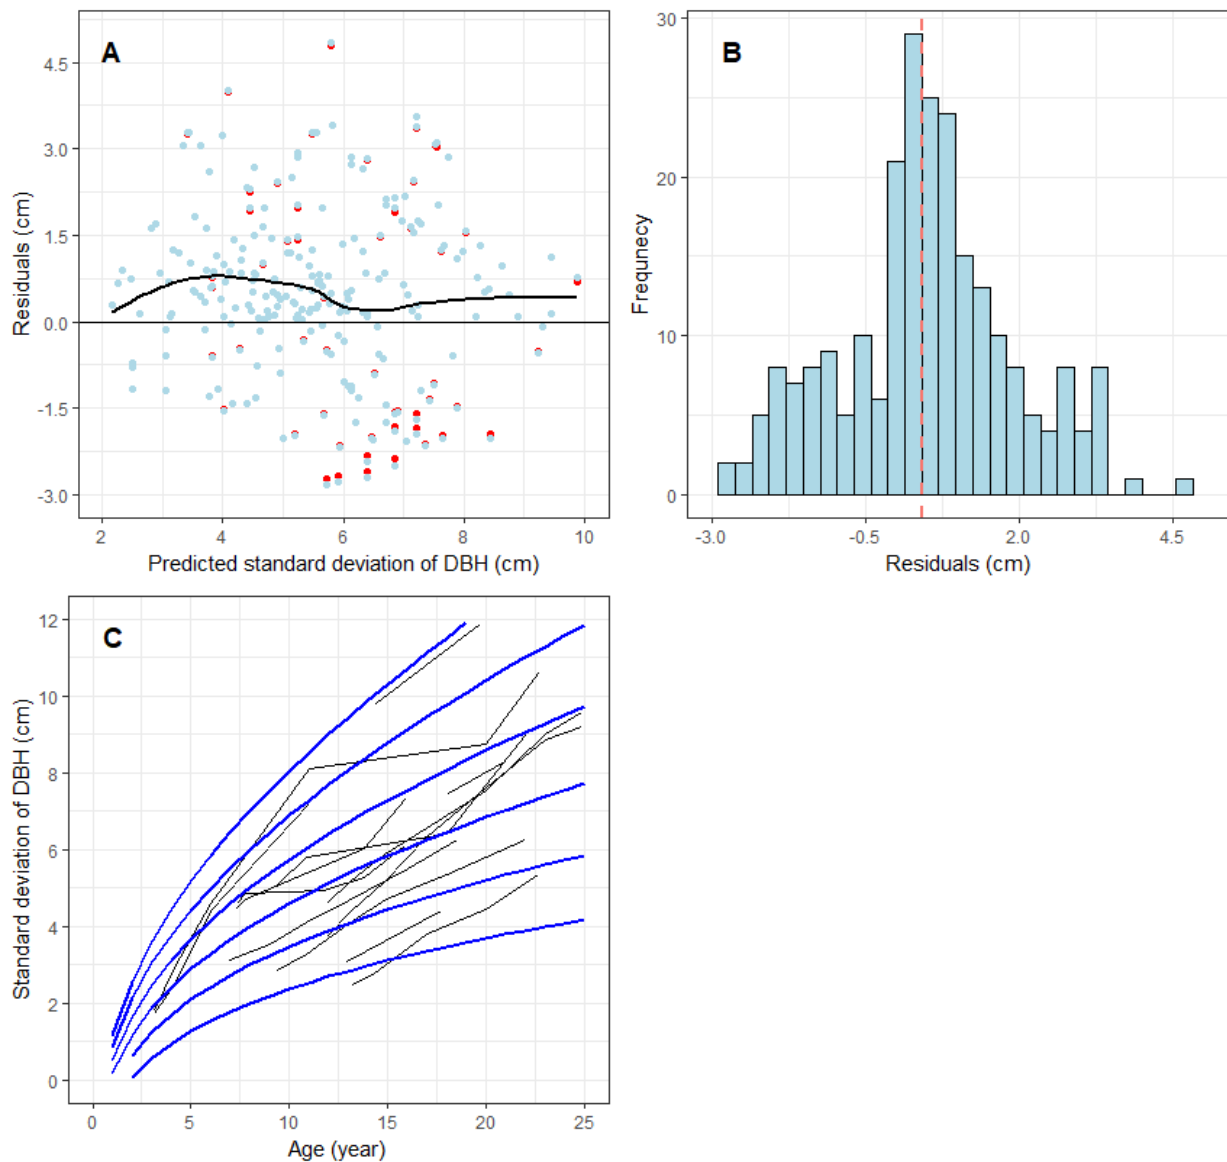 A
4.5
3.0
1.5
0.0
-1.5
-3.0
Residuals (cm)
2 4 6 8 10
Predicted standard deviation of DBH (cm)
B
30
20
10
0
Frequnecy
-3.0 -0.5 2.0 4.5
Residuals (cm)
C
12
10
8
6
4
2
0
Standard deviation of DBH (cm)
0 5 10 15 20 25
Age (year)